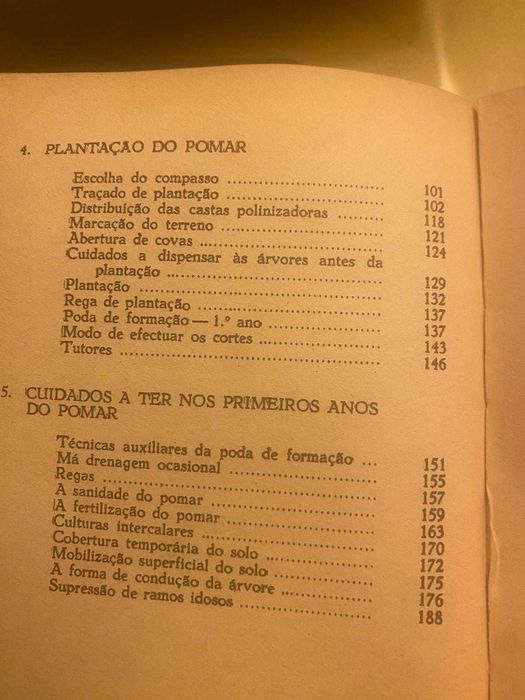 4. PLANTAÇÃO DO POMAR
Escolha do compasso ........................ 101
Traçado de plantação ........................ 102
Distribuição das castas polinizadoras ....... 118
Marcação do terreno ........................ 121
Abertura de covas ........................ 124
Cuidados a dispensar às árvores antes da
plantação ........................ 129
Plantação ........................ 132
Rega de plantação ........................ 137
Poda de formação — 1.º ano ........................ 137
Modo de efectuar os cortes ........................ 143
Tutores ........................ 146
5. CUIDADOS A TER NOS PRIMEIROS ANOS
DO POMAR
Técnicas auxiliares da poda de formação ... 151
Má drenagem ocasional ........................ 155
Regas ........................ 157
A sanidade do pomar ........................ 159
A fertilização do pomar ........................ 163
Culturas intercalares ........................ 170
Cobertura temporária do solo ........................ 172
Mobilização superficial do solo ........................ 175
A forma de condução da árvore ........................ 176
Supressão de ramos idosos ........................ 188